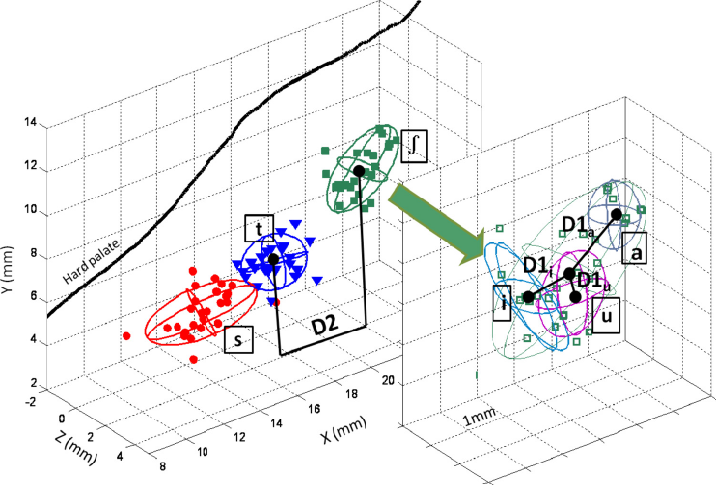 14
12
10
8
6
4
2
Y (mm)
Hard palate
ʃ
t
s
D2
-2
0
2
4
Z (mm)
8
10
12
14
16
18
20
X (mm)
D1a
a
D1i
i
D1u
u
1mm